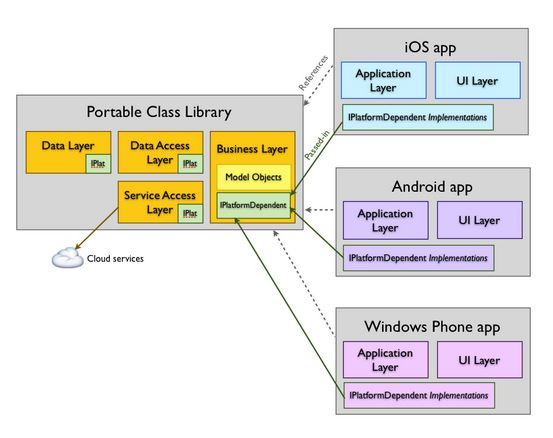 iOS app
Application
Layer
UI Layer
IPlatformDependent Implementations
References
Passed-in
Portable Class Library
Data Layer
IPlat
Data Access
Layer
IPlat
Business Layer
Model Objects
IPlatformDependent
Service Access
Layer
IPlat
Cloud services
Android app
Application
Layer
UI Layer
IPlatformDependent Implementations
Windows Phone app
Application
Layer
UI Layer
IPlatformDependent Implementations